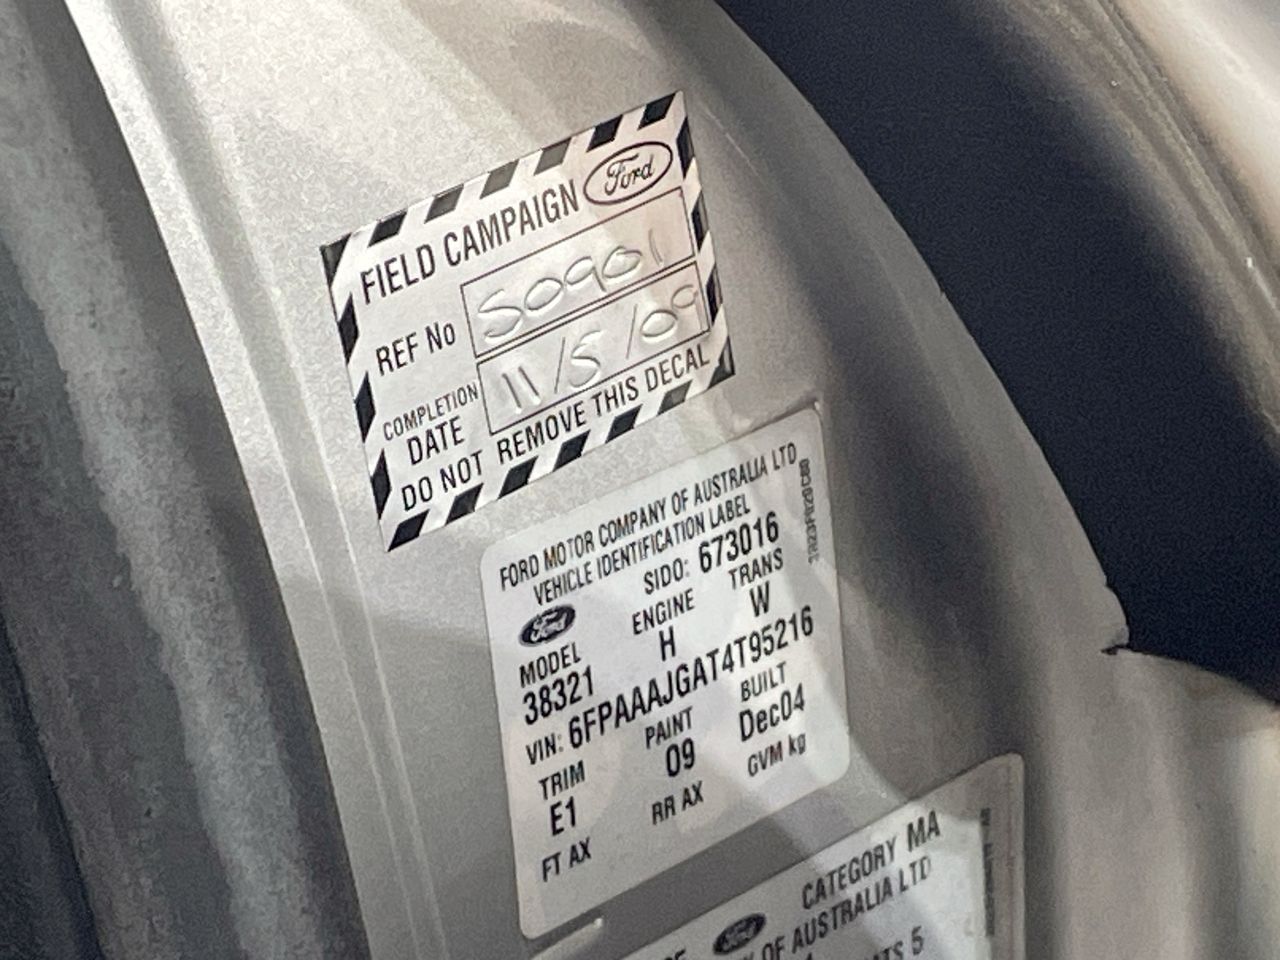 FIELD CAMPAIGN Ford
REF No S0901
COMPLETION DATE 11/5/09
DO NOT REMOVE THIS DECAL
FORD MOTOR COMPANY OF AUSTRALIA LTD
VEHICLE IDENTIFICATION LABEL
Ford SIDO: 673016
MODEL ENGINE TRANS
38321 H W
VIN: 6FPAAAJGAT4T95216
TRIM PAINT BUILT
E1 09 Dec04
FT AX RR AX GVM kg
CATEGORY MA
Ford OF AUSTRALIA LTD
5